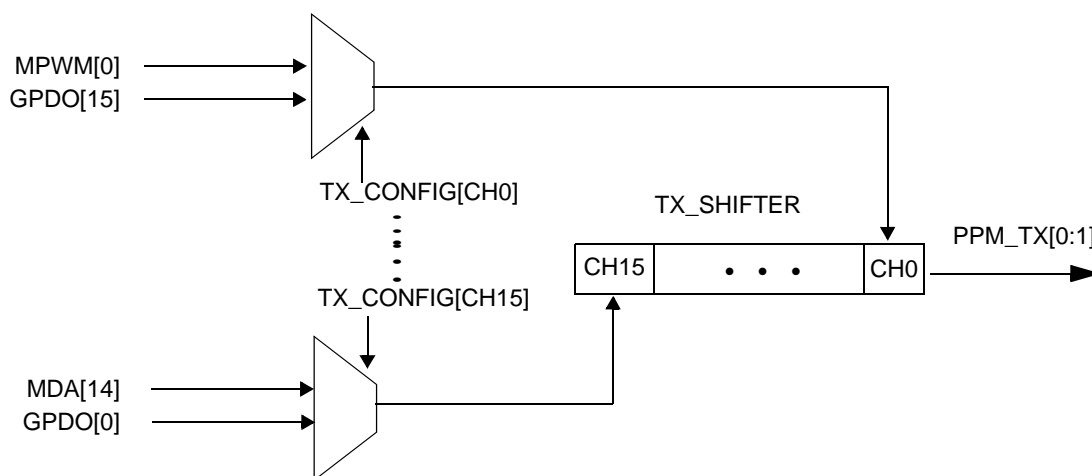 MPWM[0]
GPDO[15]
TX_CONFIG[CH0]
TX_SHIFTER
PPM_TX[0:1]
CH15
CH0
TX_CONFIG[CH15]
MDA[14]
GPDO[0]